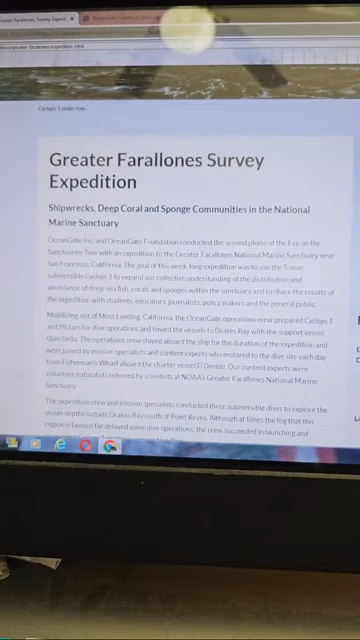 Cyclops 1 under tow
Greater Farallones Survey
Expedition
Shipwrecks, Deep Coral and Sponge Communities in the National
Marine Sanctuary
OceanGate Inc. and OceanGate Foundation conducted the second phase of the Eye on the
Sanctuaries Tour with an expedition to the Greater Farallones National Marine Sanctuary near
San Francisco, California. The goal of this week-long expedition was to use the 5-man
submersible Cyclops 1 to expand our collective understanding of the distribution and
abundance of deep-sea fish, corals and sponges within the sanctuary and to share the results of
the expedition with students, educators, journalists, policy makers and the general public.
Mobilizing out of Moss Landing, California, the OceanGate operations crew prepared Cyclops 1
and for dive operations and towed the vessels to Drakes Bay with the support vessel
Quin Delta. The operations crew stayed aboard the ship for the duration of the expedition and
were joined by mission specialists and content experts who motored to the dive site each day
from Fisherman's Wharf aboard the charter vessel El Dorado. Our content experts were
volunteer naturalists referred by scientists at NOAA's Greater Farallones National Marine
Sanctuary.
The expedition crew and mission specialists conducted three submersible dives to explore the
ocean depths outside Drakes Bay south of Point Reyes. Although at times the fog that this
region is famous for delayed some dive operations, the crew succeeded in launching and